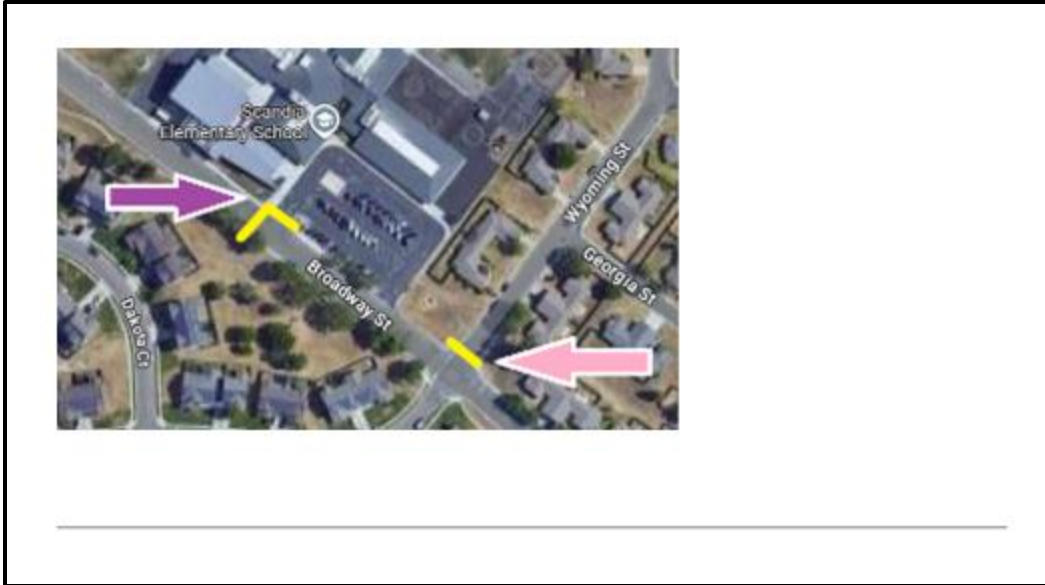 Scandia
Elementary School
Wyoming St
Georgia St
Broadway St
Dakota Ct